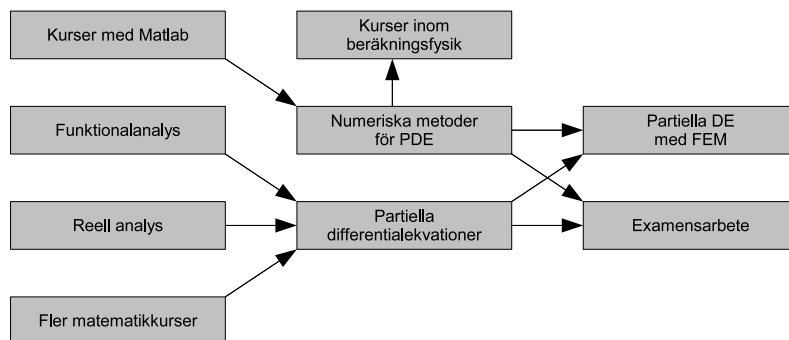 Kurser med Matlab
Kurser inom
beräkningsfysik
Funktionalanalys
Numeriska metoder
för PDE
Partiella DE
med FEM
Reell analys
Partiella
differentialekvationer
Examensarbete
Fler matematikkurser